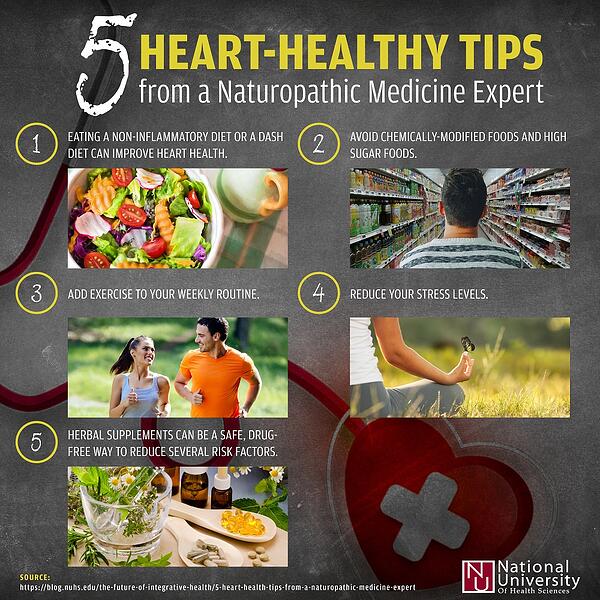 5 HEART-HEALTHY TIPS
from a Naturopathic Medicine Expert
1
EATING A NON-INFLAMMATORY DIET OR A DASH
DIET CAN IMPROVE HEART HEALTH.
2
AVOID CHEMICALLY-MODIFIED FOODS AND HIGH
SUGAR FOODS.
3
ADD EXERCISE TO YOUR WEEKLY ROUTINE.
4
REDUCE YOUR STRESS LEVELS.
5
HERBAL SUPPLEMENTS CAN BE A SAFE, DRUG-
FREE WAY TO REDUCE SEVERAL RISK FACTORS.
SOURCE:
https://blog.nuhs.edu/the-future-of-integrative-health/5-heart-health-tips-from-a-naturopathic-medicine-expert
NU
National
University
Of Health Sciences